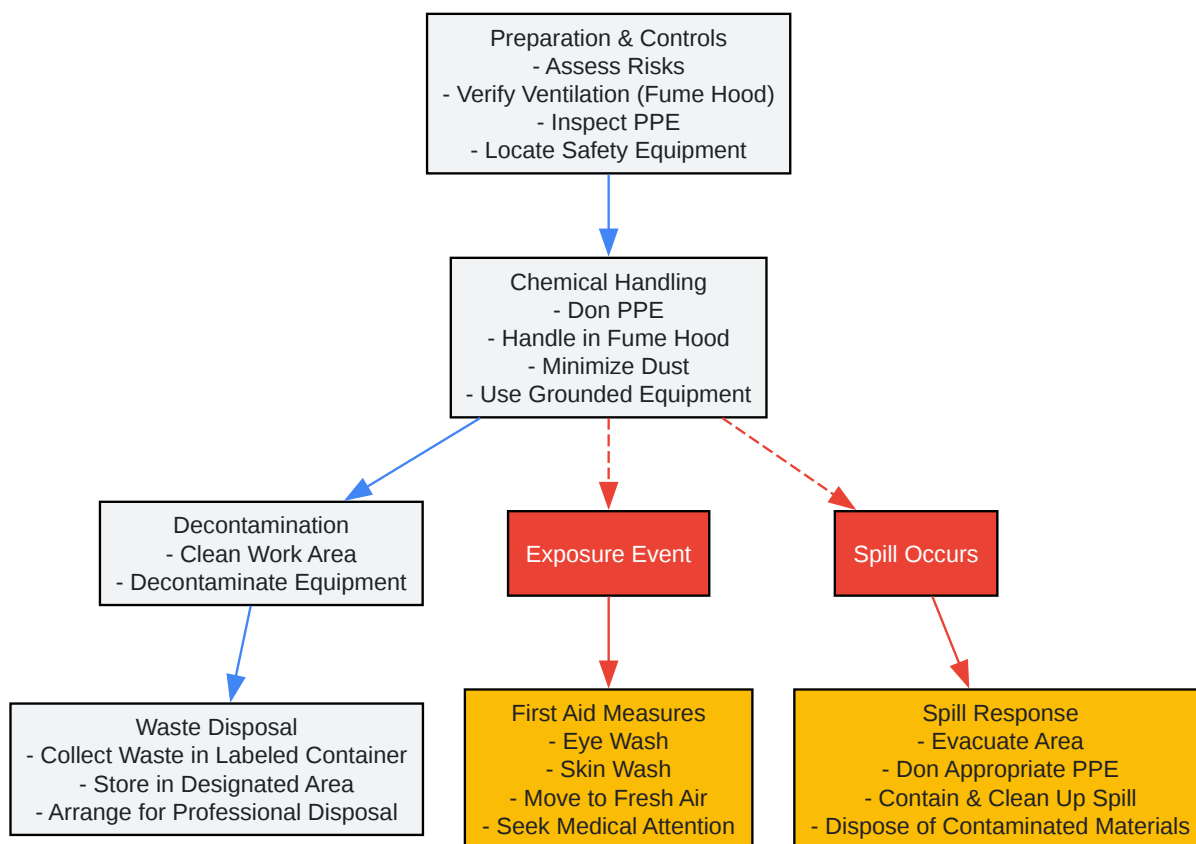 Preparation & Controls
- Assess Risks
- Verify Ventilation (Fume Hood)
- Inspect PPE
- Locate Safety Equipment
Chemical Handling
- Don PPE
- Handle in Fume Hood
- Minimize Dust
- Use Grounded Equipment
Decontamination
- Clean Work Area
- Decontaminate Equipment
Exposure Event
Spill Occurs
Waste Disposal
- Collect Waste in Labeled Container
- Store in Designated Area
- Arrange for Professional Disposal
First Aid Measures
- Eye Wash
- Skin Wash
- Move to Fresh Air
- Seek Medical Attention
Spill Response
- Evacuate Area
- Don Appropriate PPE
- Contain & Clean Up Spill
- Dispose of Contaminated Materials